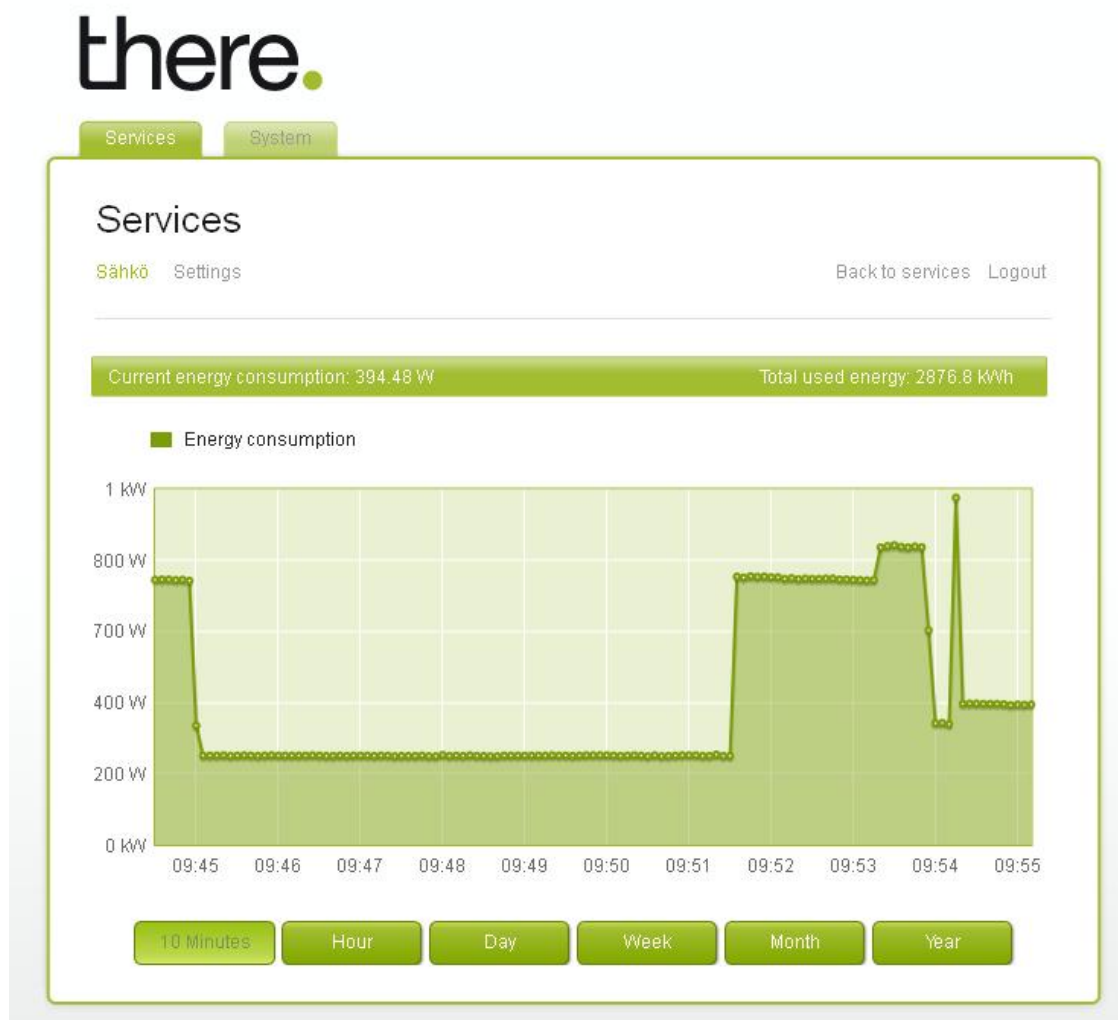 there.
Services System
Services
Sähkö Settings Back to services Logout
Current energy consumption: 394.48 W Total used energy: 2876.8 kWh
Energy consumption
1 kW
800 W
700 W
400 W
200 W
0 kW
09:45 09:46 09:47 09:48 09:49 09:50 09:51 09:52 09:53 09:54 09:55
10 Minutes Hour Day Week Month Year